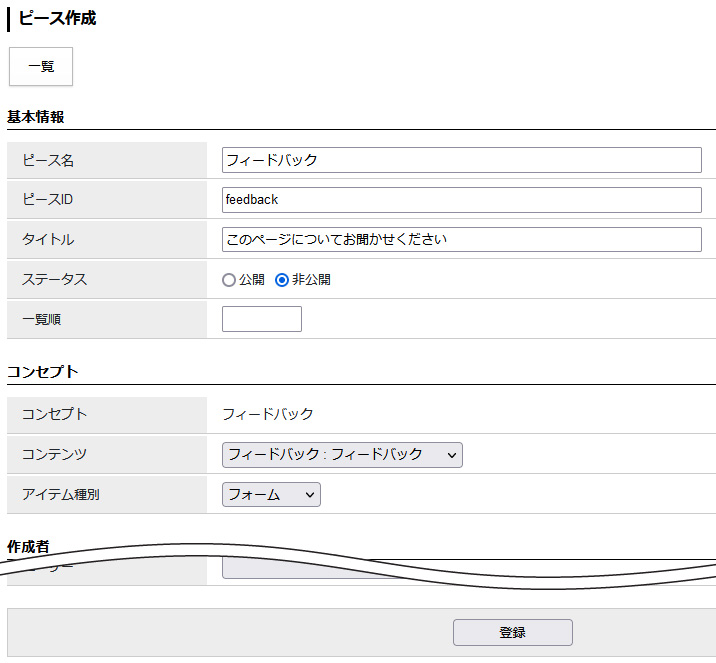 ピース作成
一覧
基本情報
ピース名 フィードバック
ピースID feedback
タイトル このページについてお聞かせください
ステータス 公開 非公開
一覧順
コンセプト
コンセプト フィードバック
コンテンツ フィードバック : フィードバック
アイテム種別 フォーム
作成者
登録